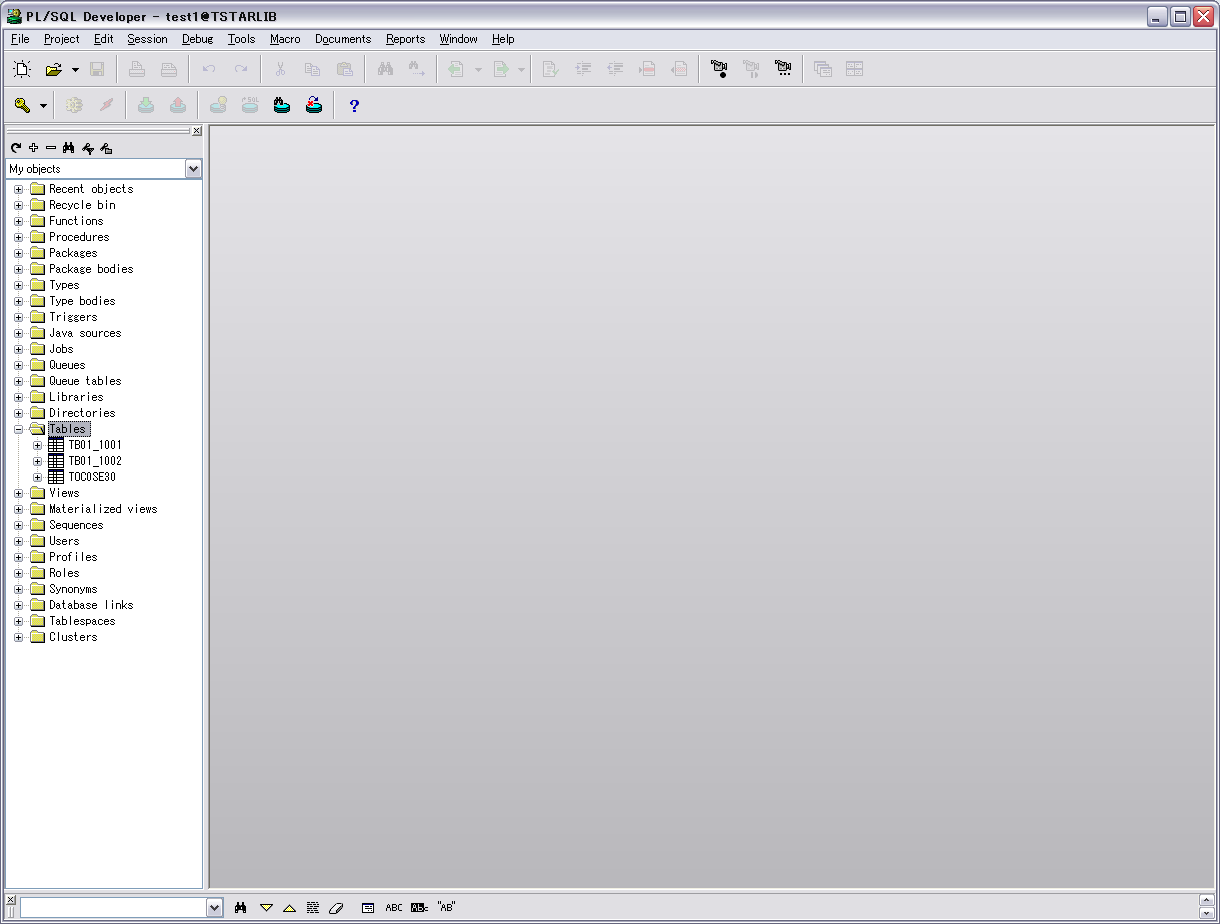 PL/SQL Developer - test1@TSTARLIB
File Project Edit Session Debug Tools Macro Documents Reports Window Help
?
My objects
Recent objects
Recycle bin
Functions
Procedures
Packages
Package bodies
Types
Type bodies
Triggers
Java sources
Jobs
Queues
Queue tables
Libraries
Directories
Tables
TB01_1001
TB01_1002
TOCOSE30
Views
Materialized views
Sequences
Users
Profiles
Roles
Synonyms
Database links
Tablespaces
Clusters
ABC "AB"